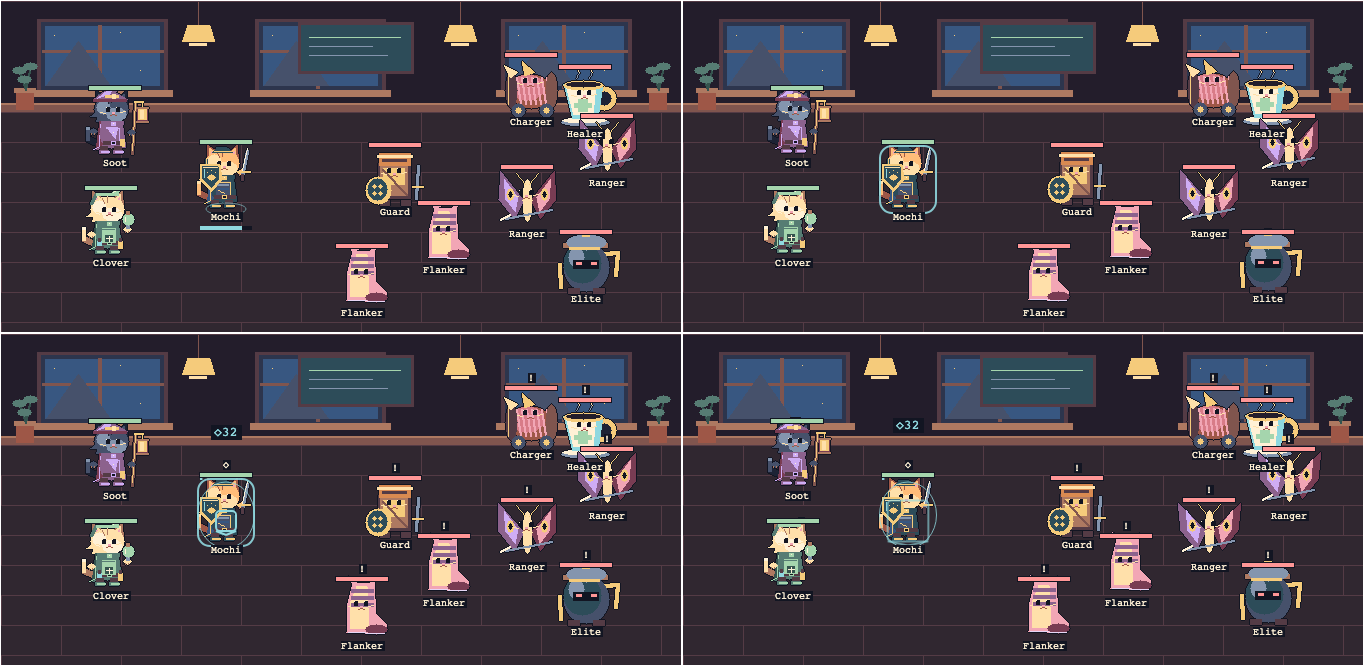 Charger
Healer
Soot
Ranger
Mochi
Guard
Ranger
Clover
Flanker
Elite
Flanker
Charger
Healer
Soot
Ranger
Mochi
Guard
Ranger
Clover
Flanker
Elite
Flanker
!
!
◇32
!
Charger
Healer
◇
!
Soot
!
Ranger
!
Mochi
Guard
!
Ranger
Clover
Flanker
Elite
Flanker
!
!
◇32
!
Charger
Healer
◇
!
Soot
!
Ranger
!
Mochi
Guard
!
!
Ranger
Clover
Flanker
Elite
Flanker